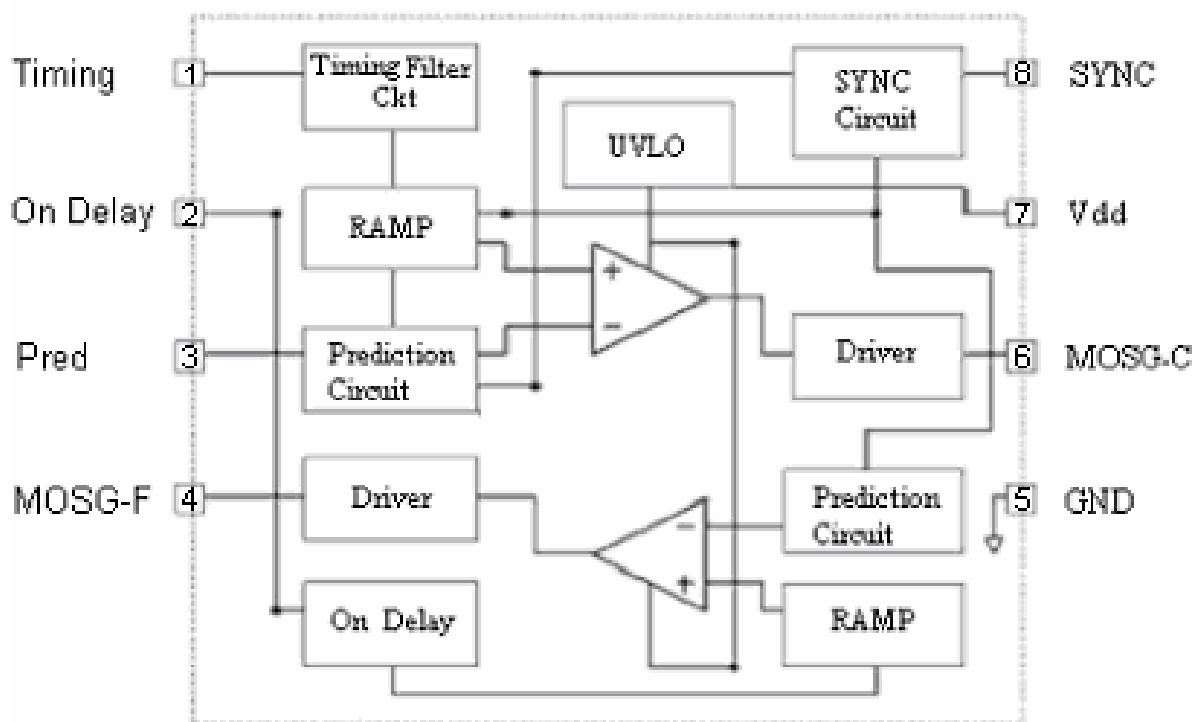 Timing
1
Timing Filter
Ckt
SYNC
Circuit
8
SYNC
UVLO
On Delay
2
RAMP
7
Vdd
+
−
Pred
3
Prediction
Circuit
Driver
6
MOSG-C
MOSG-F
4
Driver
−
+
Prediction
Circuit
5
GND
On Delay
RAMP